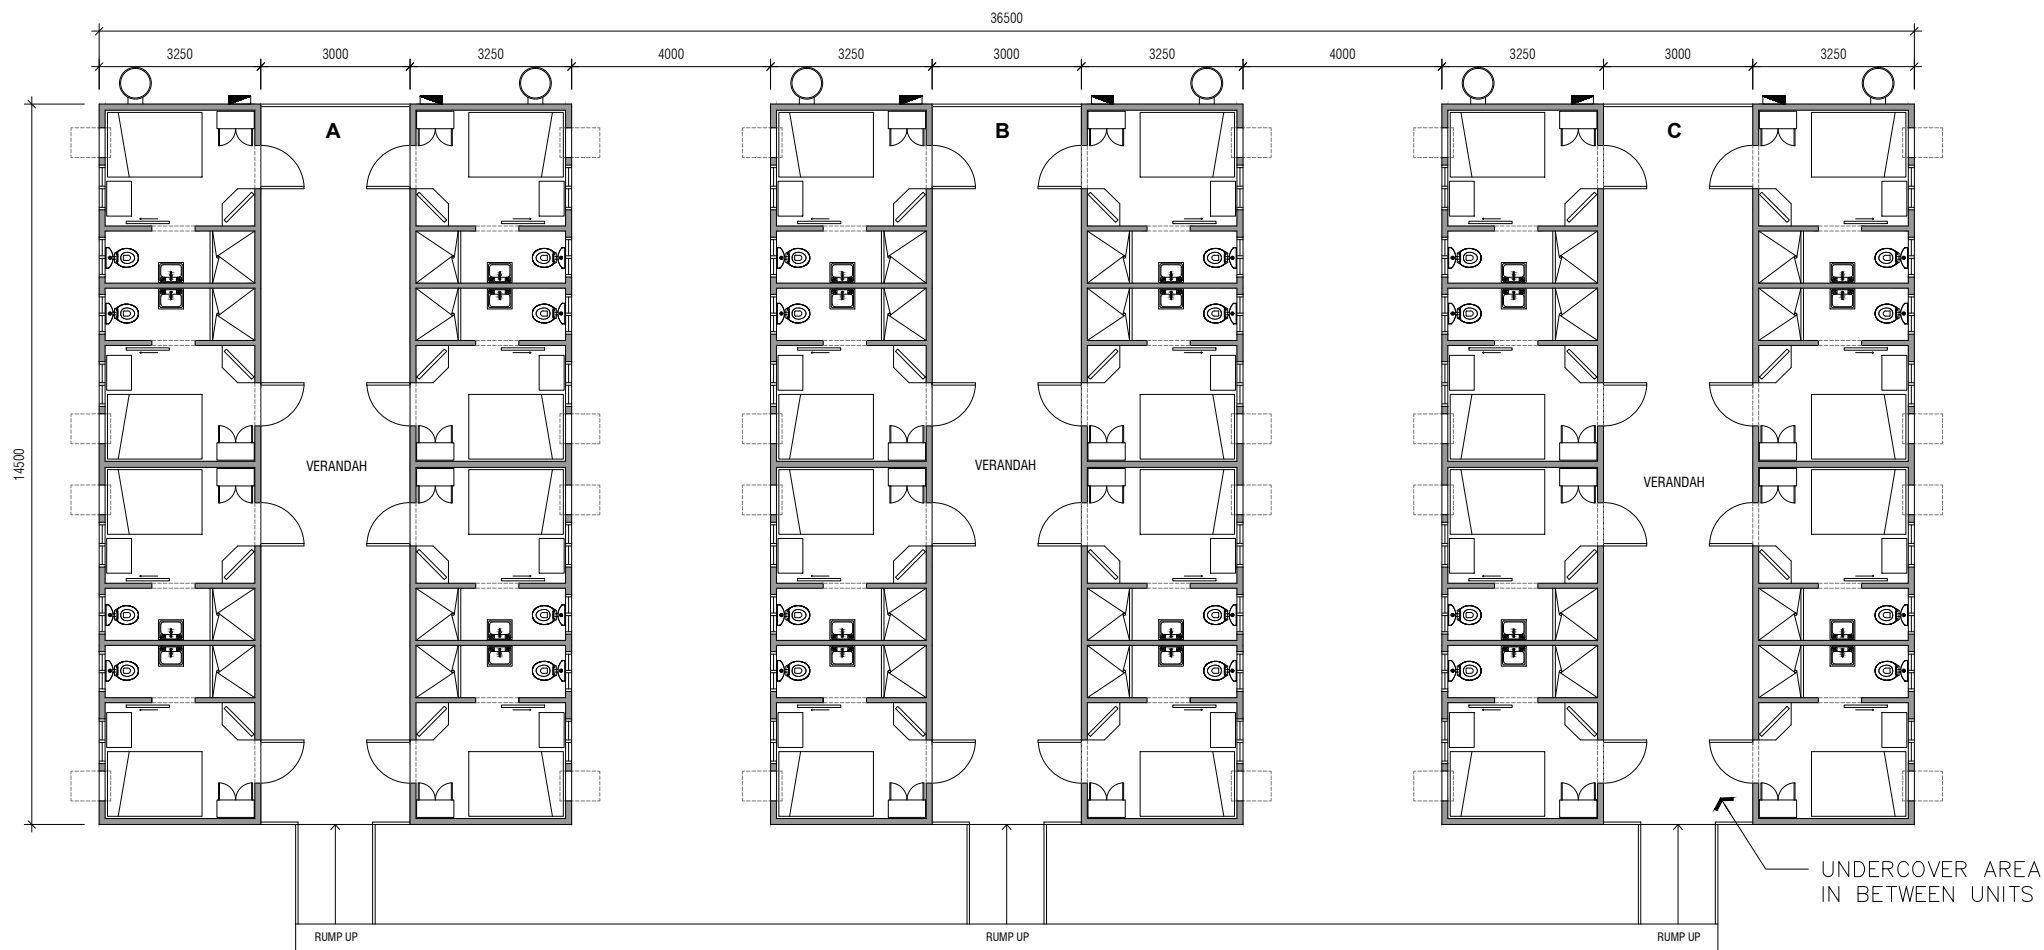 36500
3250 3000 3250 4000 3250 3000 3250 4000 3250 3000 3250
A B C
14500
VERANDAH VERANDAH
VERANDAH
UNDERCOVER AREA
IN BETWEEN UNITS
RUMP UP RUMP UP RUMP UP